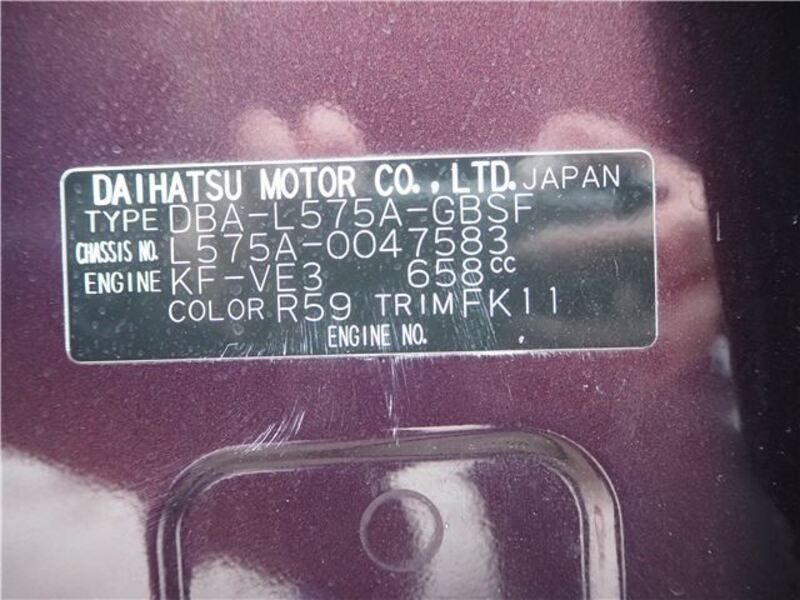 DAIHATSU MOTOR CO., LTD. JAPAN
TYPE DBA-L575A-GBSF
CHASSIS NO. L575A-0047583
ENGINE KF-VE3 658cc
COLOR R59 TRIM FK11
ENGINE NO.